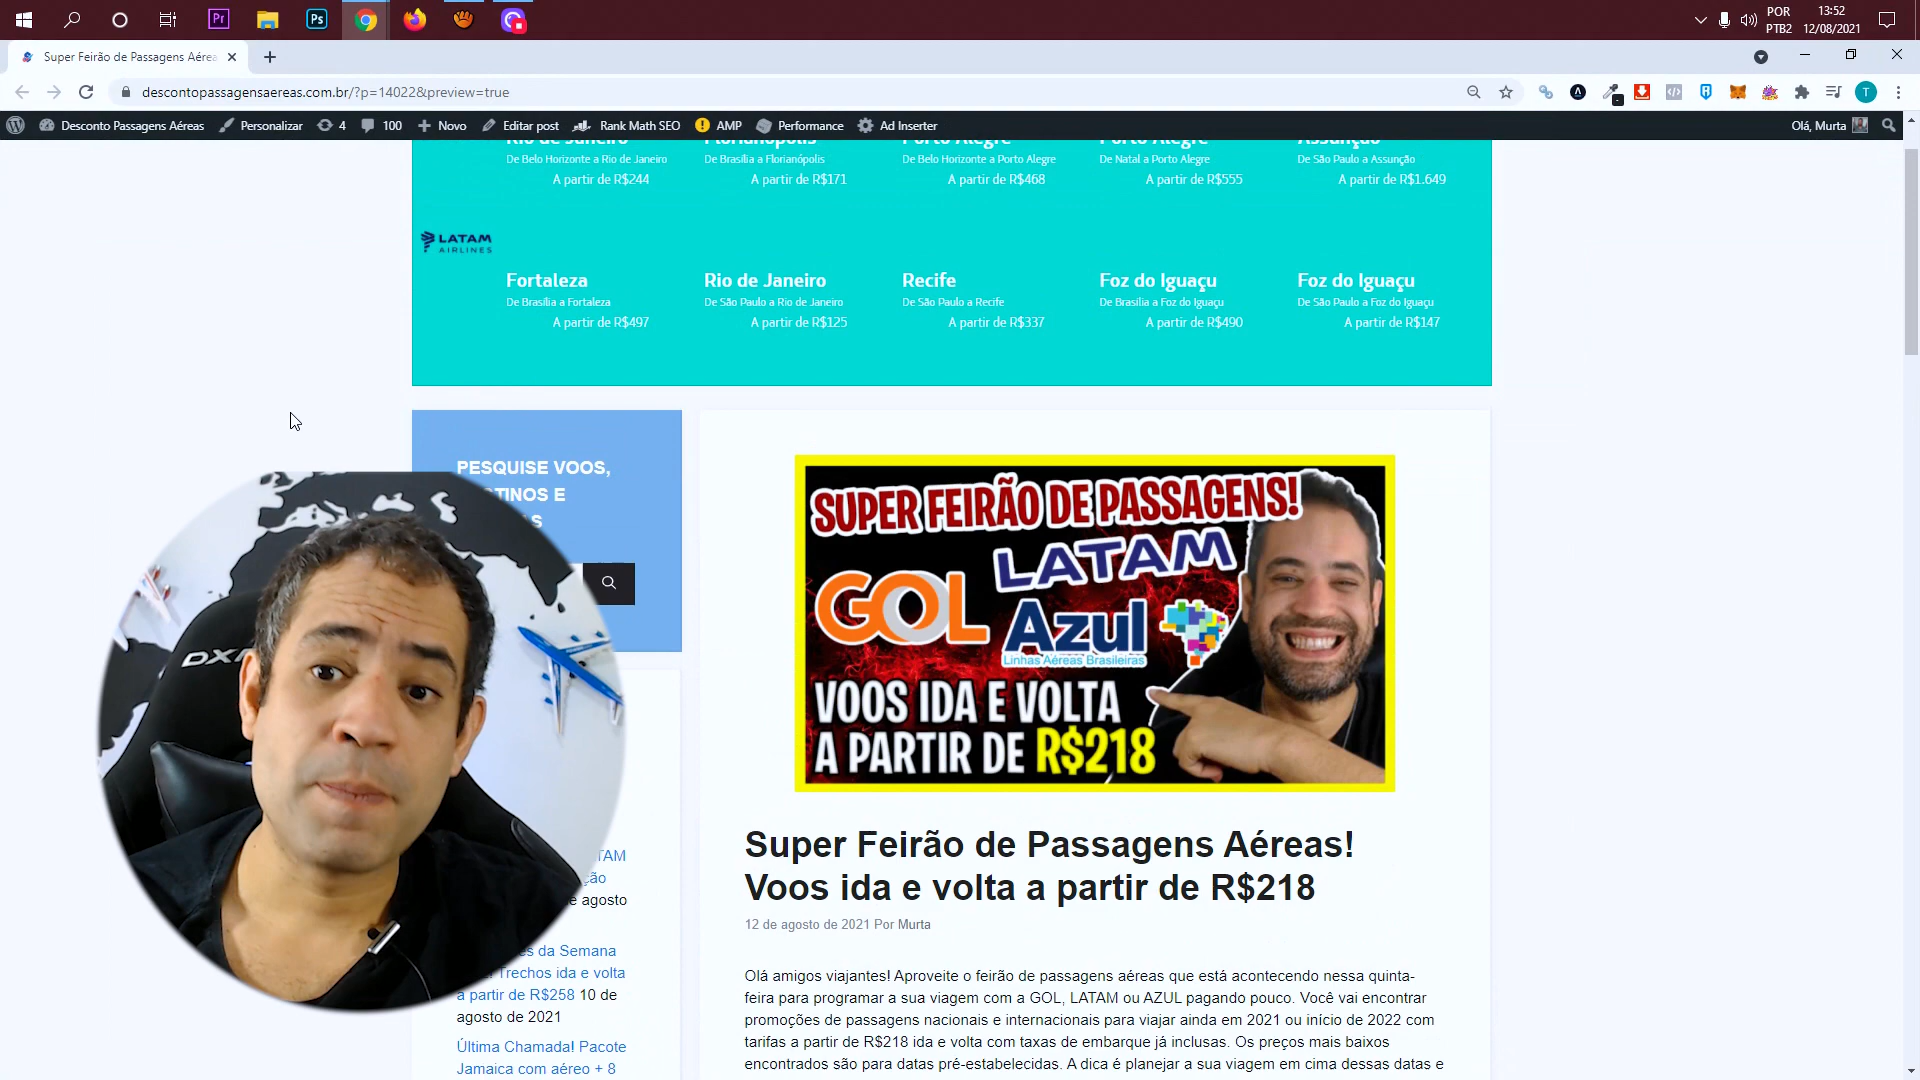 POR
PTB2
13:52
12/08/2021
Pr
Ps
Super Feirão de Passagens Aérea
descontopassagensaereas.com.br/?p=14022&preview=true
T
Desconto Passagens Aéreas Personalizar 4 100 Novo Editar post Rank Math SEO AMP Performance Ad Inserter Olá, Murta
Rio de Janeiro Florianópolis Porto Alegre Porto Alegre Assunção
De Belo Horizonte a Rio de Janeiro De Brasília a Florianópolis De Belo Horizonte a Porto Alegre De Natal a Porto Alegre De São Paulo a Assunção
A partir de R$244 A partir de R$171 A partir de R$468 A partir de R$555 A partir de R$1.649
LATAM
AIRLINES
Fortaleza Rio de Janeiro Recife Foz do Iguaçu Foz do Iguaçu
De Brasília a Fortaleza De São Paulo a Rio de Janeiro De São Paulo a Recife De Brasília a Foz do Iguaçu De São Paulo a Foz do Iguaçu
A partir de R$497 A partir de R$125 A partir de R$337 A partir de R$490 A partir de R$147
PESQUISE VOOS,
TINOS E
S
DXR
TAM
ção
e agosto
es da Semana
Trechos ida e volta
a partir de R$258 10 de
agosto de 2021
Última Chamada! Pacote
Jamaica com aéreo + 8
SUPER FEIRÃO DE PASSAGENS!
LATAM
GOL
Azul
Linhas Aéreas Brasileiras
VOOS IDA E VOLTA
A PARTIR DE R$218
Super Feirão de Passagens Aéreas!
Voos ida e volta a partir de R$218
12 de agosto de 2021 Por Murta
Olá amigos viajantes! Aproveite o feirão de passagens aéreas que está acontecendo nessa quinta-
feira para programar a sua viagem com a GOL, LATAM ou AZUL pagando pouco. Você vai encontrar
promoções de passagens nacionais e internacionais para viajar ainda em 2021 ou início de 2022 com
tarifas a partir de R$218 ida e volta com taxas de embarque já inclusas. Os preços mais baixos
encontrados são para datas pré-estabelecidas. A dica é planejar a sua viagem em cima dessas datas e